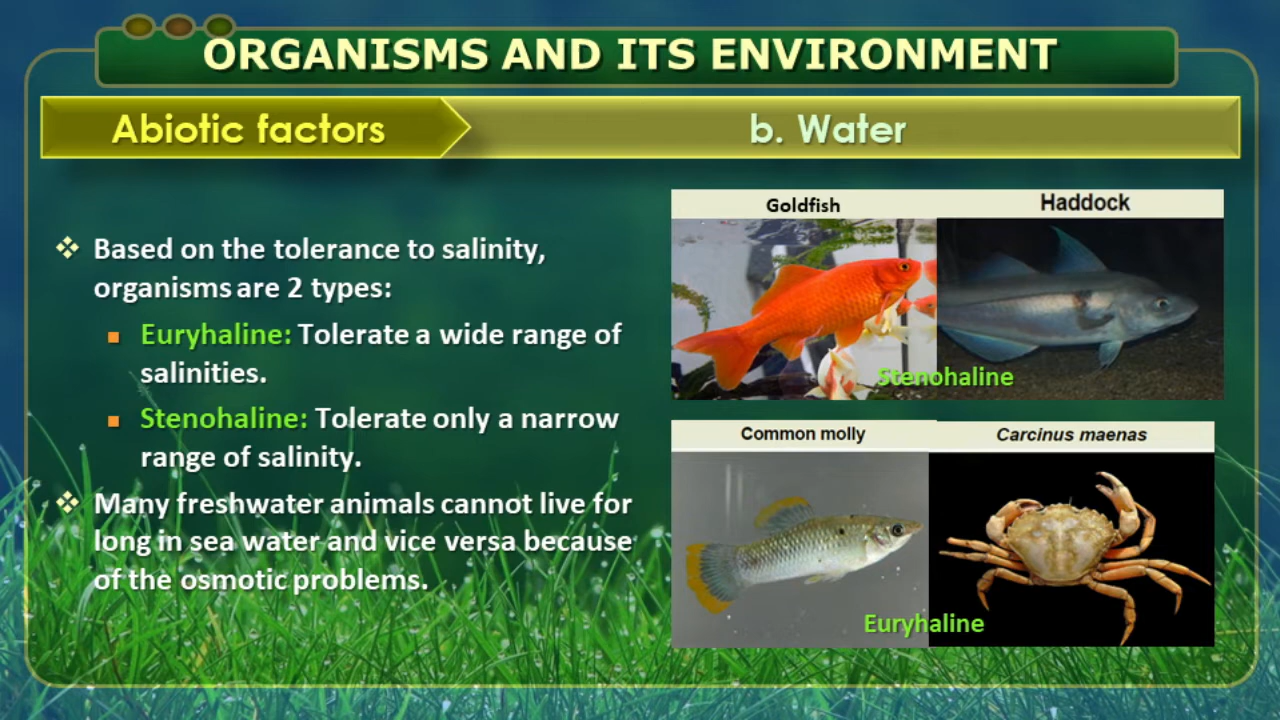 ORGANISMS AND ITS ENVIRONMENT
Abiotic factors
b. Water
❖ Based on the tolerance to salinity,
organisms are 2 types:
▪ Euryhaline: Tolerate a wide range of
salinities.
▪ Stenohaline: Tolerate only a narrow
range of salinity.
❖ Many freshwater animals cannot live for
long in sea water and vice versa because
of the osmotic problems.
Goldfish
Haddock
Stenohaline
Common molly
Carcinus maenas
Euryhaline